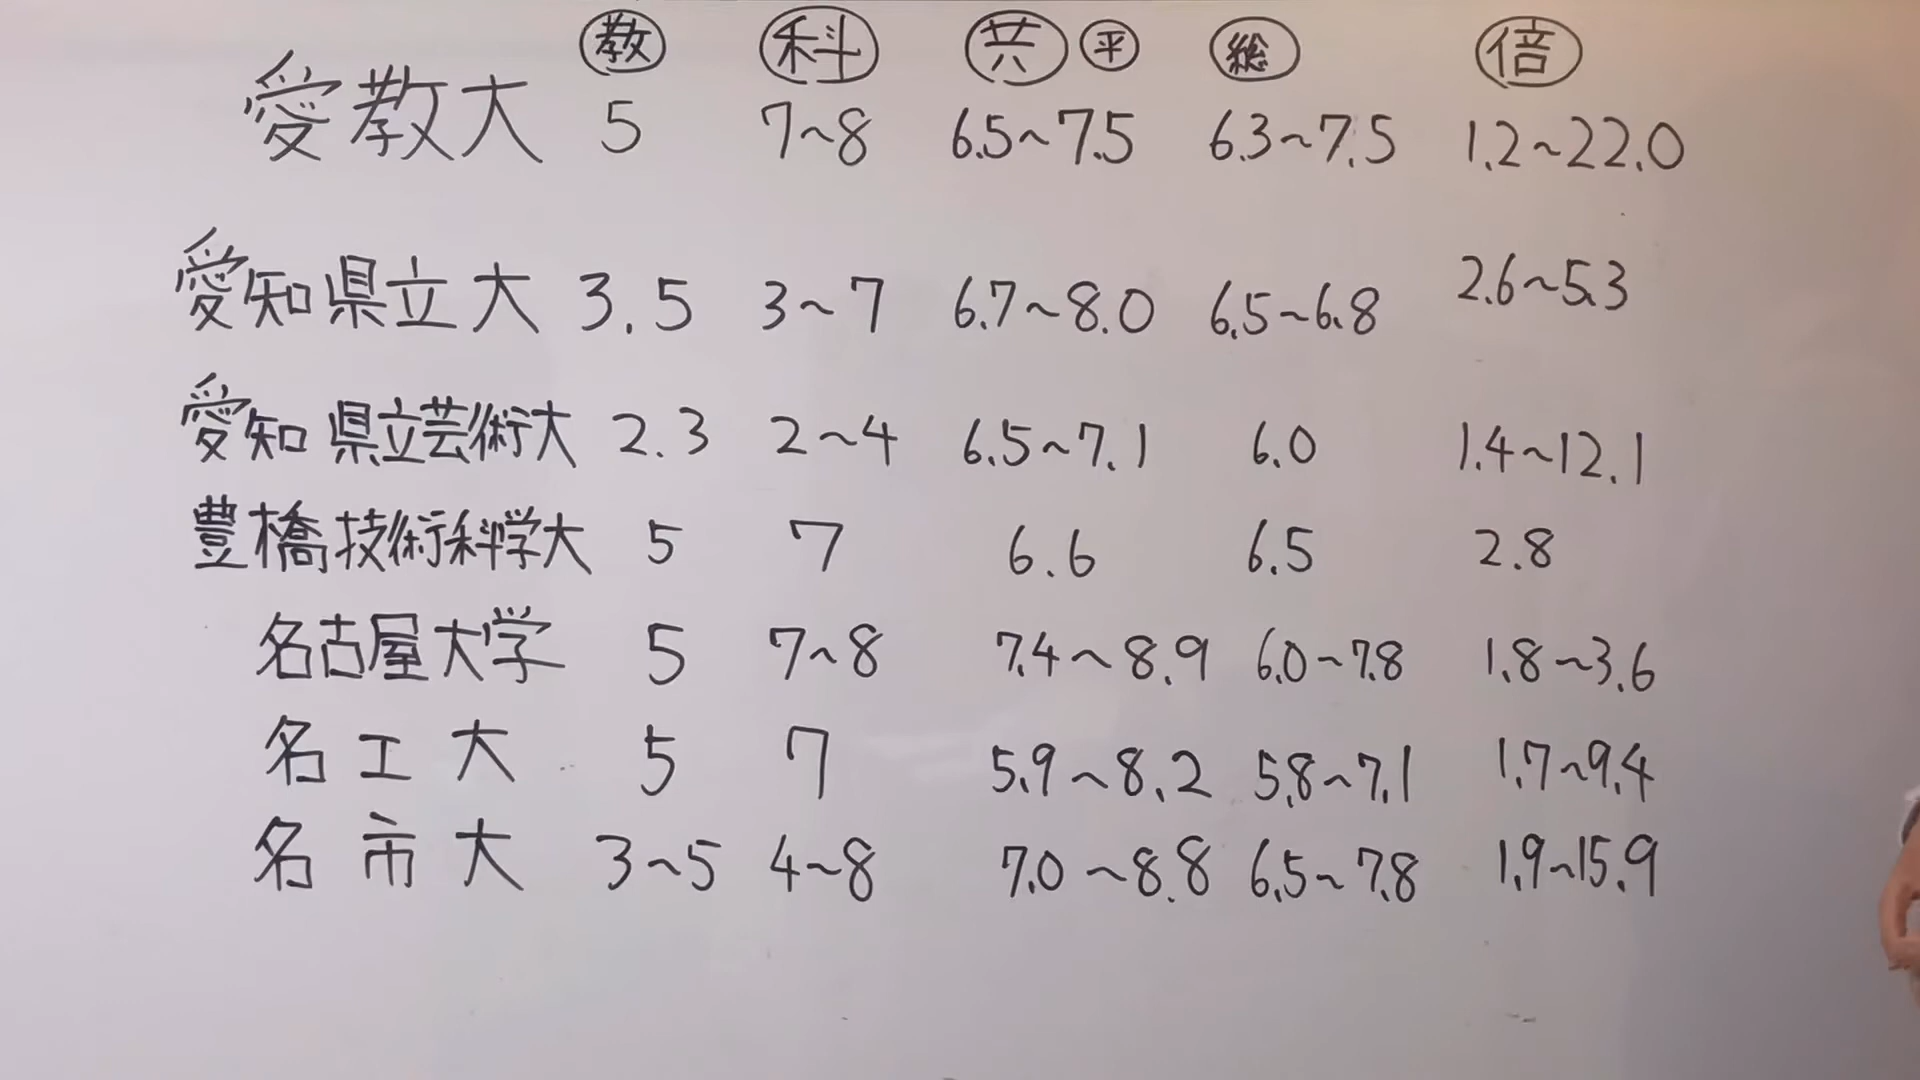 教 科 共 平 総 倍
愛教大 5 7~8 6.5~7.5 6.3~7.5 1.2~22.0
愛知県立大 3.5 3~7 6.7~8.0 6.5~6.8 2.6~5.3
愛知県立芸術大 2.3 2~4 6.5~7.1 6.0 1.4~12.1
豊橋技術科学大 5 7 6.6 6.5 2.8
名古屋大学 5 7~8 7.4~8.9 6.0~7.8 1.8~3.6
名工大 5 7 5.9~8.2 5.8~7.1 1.7~9.4
名市大 3~5 4~8 7.0~8.8 6.5~7.8 1.9~15.9